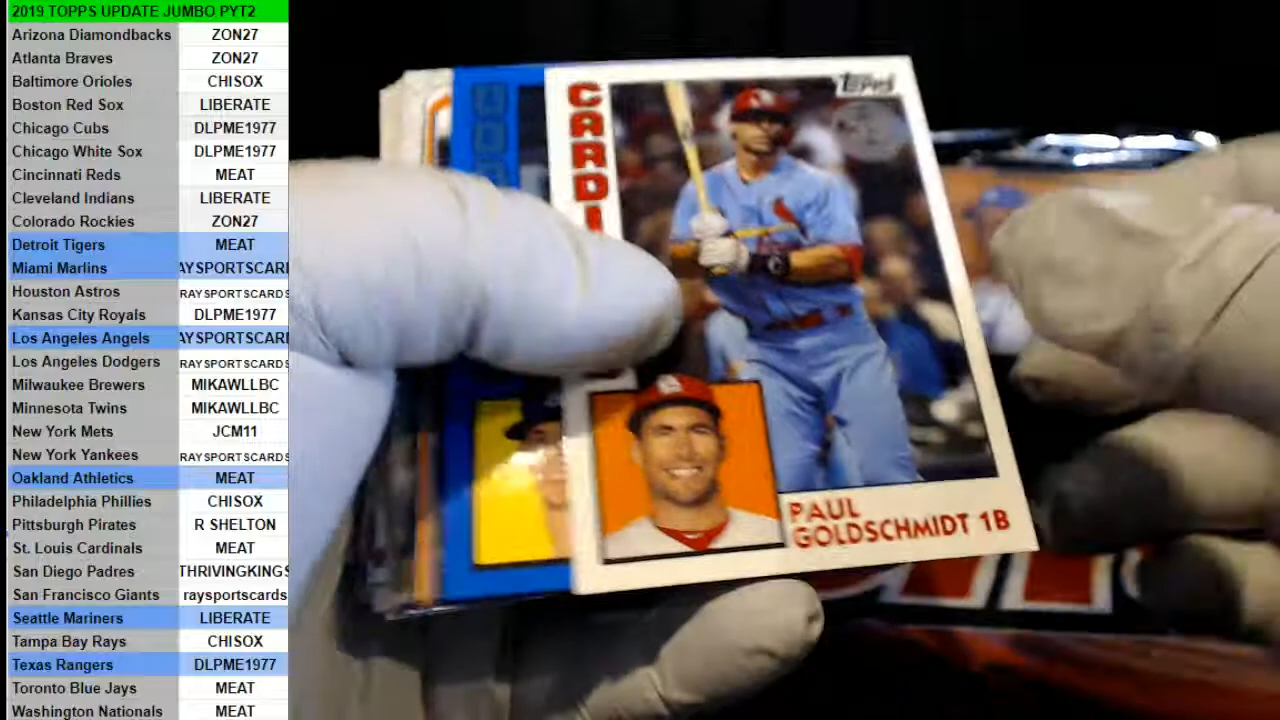 2019 TOPPS UPDATE JUMBO PYT2
Arizona Diamondbacks ZON27
Atlanta Braves ZON27
Baltimore Orioles CHISOX
Boston Red Sox LIBERATE
Chicago Cubs DLPME1977
Chicago White Sox DLPME1977
Cincinnati Reds MEAT
Cleveland Indians LIBERATE
Colorado Rockies ZON27
Detroit Tigers MEAT
Miami Marlins AYSPORTSCARI
Houston Astros RAYSPORTSCARDS
Kansas City Royals DLPME1977
Los Angeles Angels AYSPORTSCARI
Los Angeles Dodgers RAYSPORTSCARDS
Milwaukee Brewers MIKAWLLBC
Minnesota Twins MIKAWLLBC
New York Mets JCM11
New York Yankees RAYSPORTSCARDS
Oakland Athletics MEAT
Philadelphia Phillies CHISOX
Pittsburgh Pirates R SHELTON
St. Louis Cardinals MEAT
San Diego Padres THRIVINGKINGS
San Francisco Giants raysportscards
Seattle Mariners LIBERATE
Tampa Bay Rays CHISOX
Texas Rangers DLPME1977
Toronto Blue Jays MEAT
Washington Nationals MEAT
Topps
CARDI
PAUL
GOLDSCHMIDT 1B